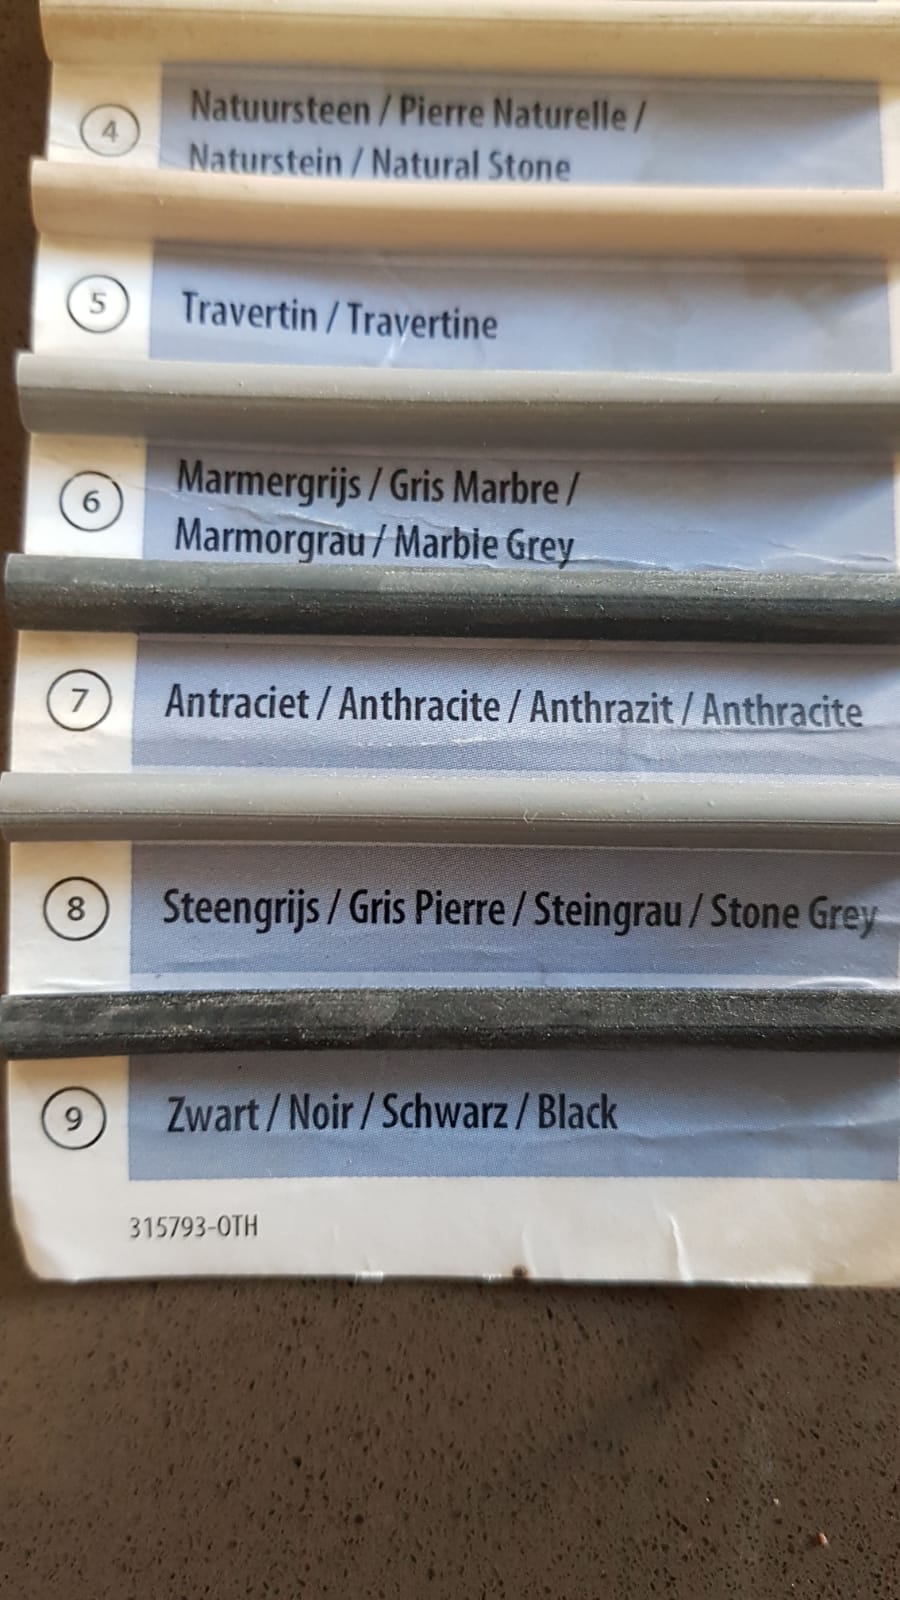 4
Natuursteen / Pierre Naturelle /
Naturstein / Natural Stone
5
Travertin / Travertine
6
Marmergrijs / Gris Marbre /
Marmorgrau / Marble Grey
7
Antraciet / Anthracite / Anthrazit / Anthracite
8
Steengrijs / Gris Pierre / Steingrau / Stone Grey
9
Zwart / Noir / Schwarz / Black
315793-OTH